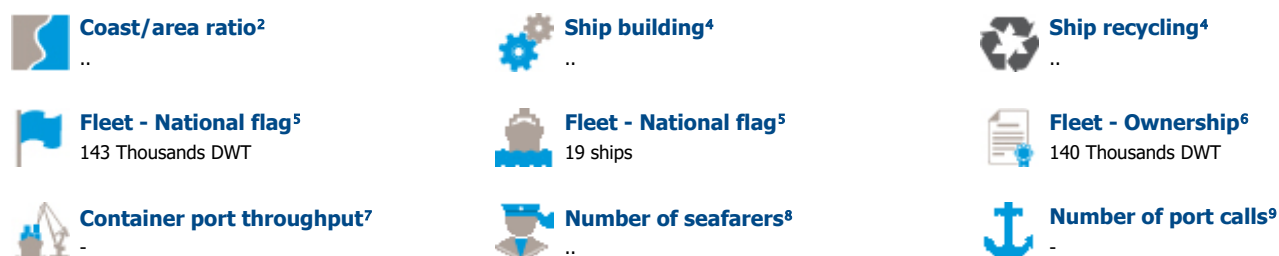 Coast/area ratio²
..
Ship building⁴
..
Ship recycling⁴
..
Fleet - National flag⁵
143 Thousands DWT
Fleet - National flag⁵
19 ships
Fleet - Ownership⁶
140 Thousands DWT
Container port throughput⁷
-
Number of seafarers⁸
..
Number of port calls⁹
-